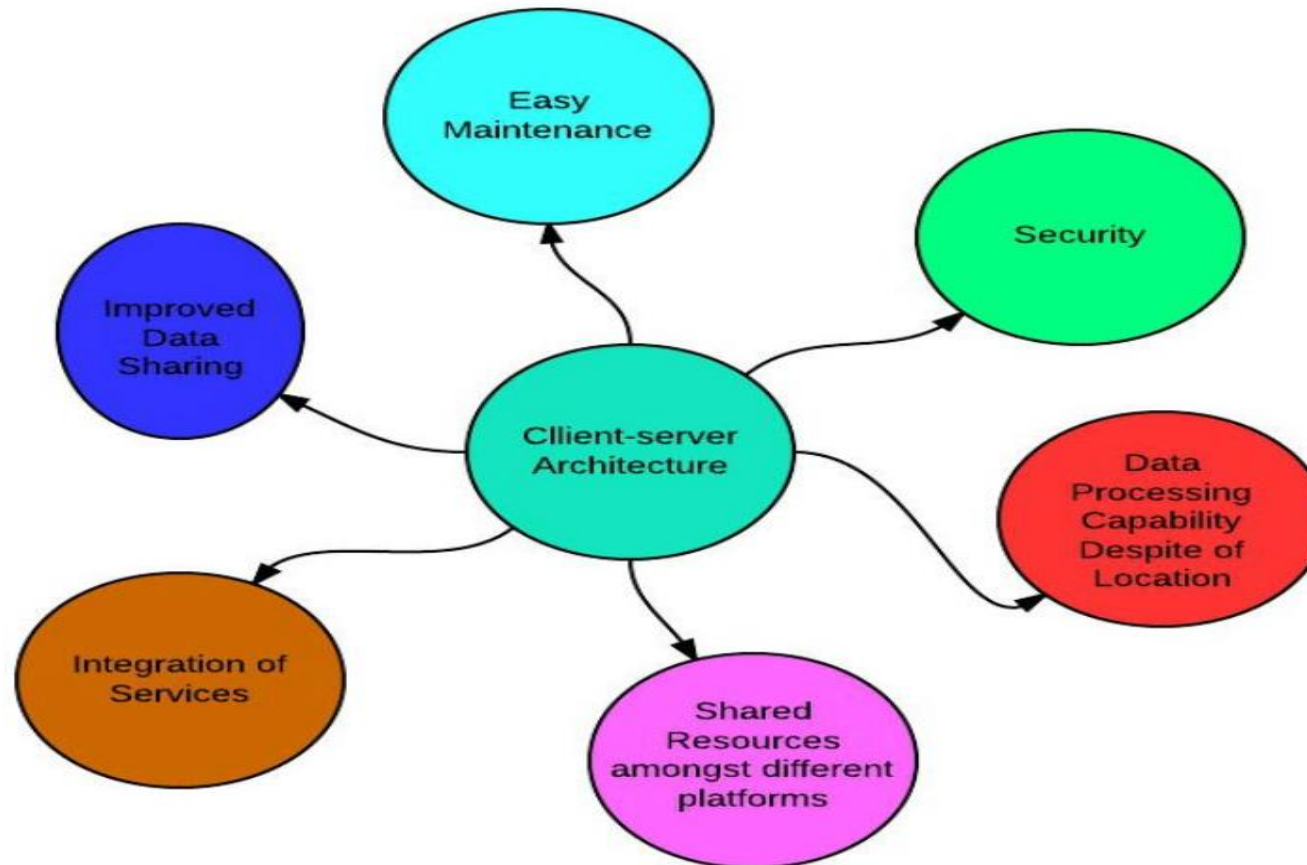 Easy
Maintenance
Security
Improved
Data
Sharing
Cllient-server
Architecture
Data
Processing
Capability
Despite of
Location
Integration of
Services
Shared
Resources
amongst different
platforms